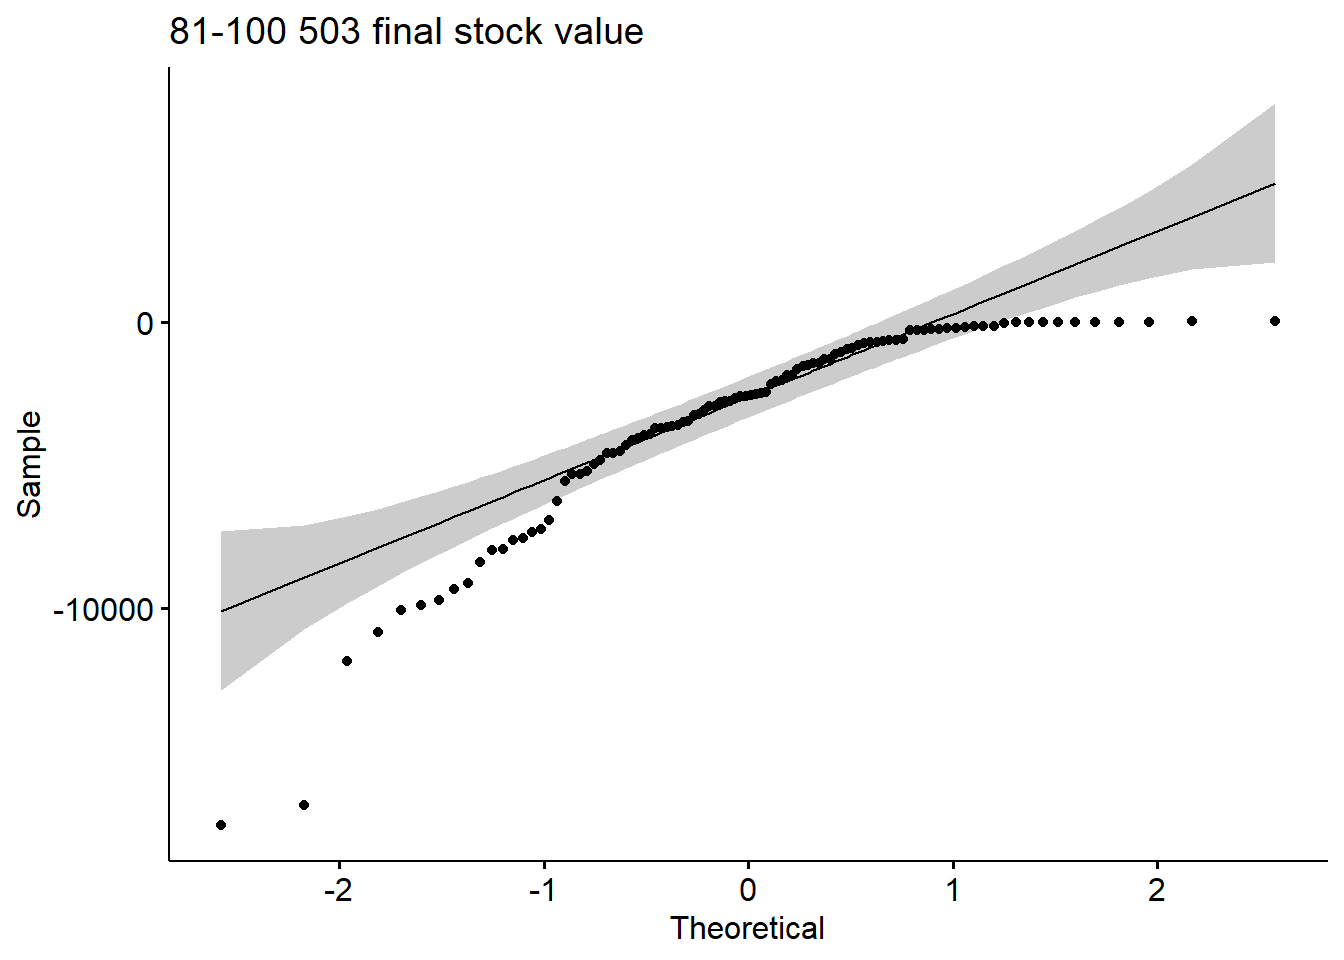 81-100 503 final stock value
Sample
0
-10000
-2 -1 0 1 2
Theoretical